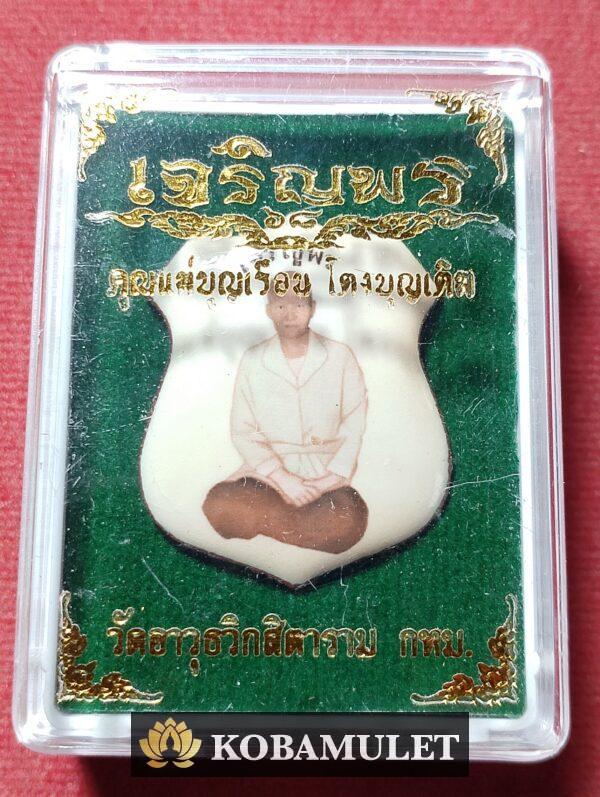 เจริญพร
๖๘
คุณแม่บุญเรือน โตงบุญเติม
วัดอาวุธวิกสิตาราม กทม.
KOBAMULET